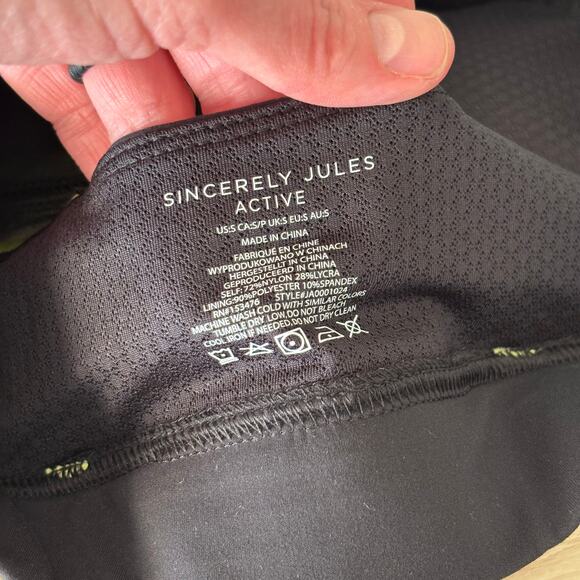 SINCERELY JULES
ACTIVE
US:S CA:S/P UK:S EU:S AU:S
MADE IN CHINA
FABRIQUÉ EN CHINE
WYPRODUKOWANO W CHINACH
HERGESTELLT IN CHINA
GEPRODUCEERD IN CHINA
SELF: 72%NYLON 28%LYCRA
LINING:90%POLYESTER 10%SPANDEX
RN#153476 STYLE#JA0001024
MACHINE WASH COLD WITH SIMILAR COLORS
TUMBLE DRY LOW.DO NOT BLEACH
COOL IRON IF NEEDED.DO NOT DRY CLEAN